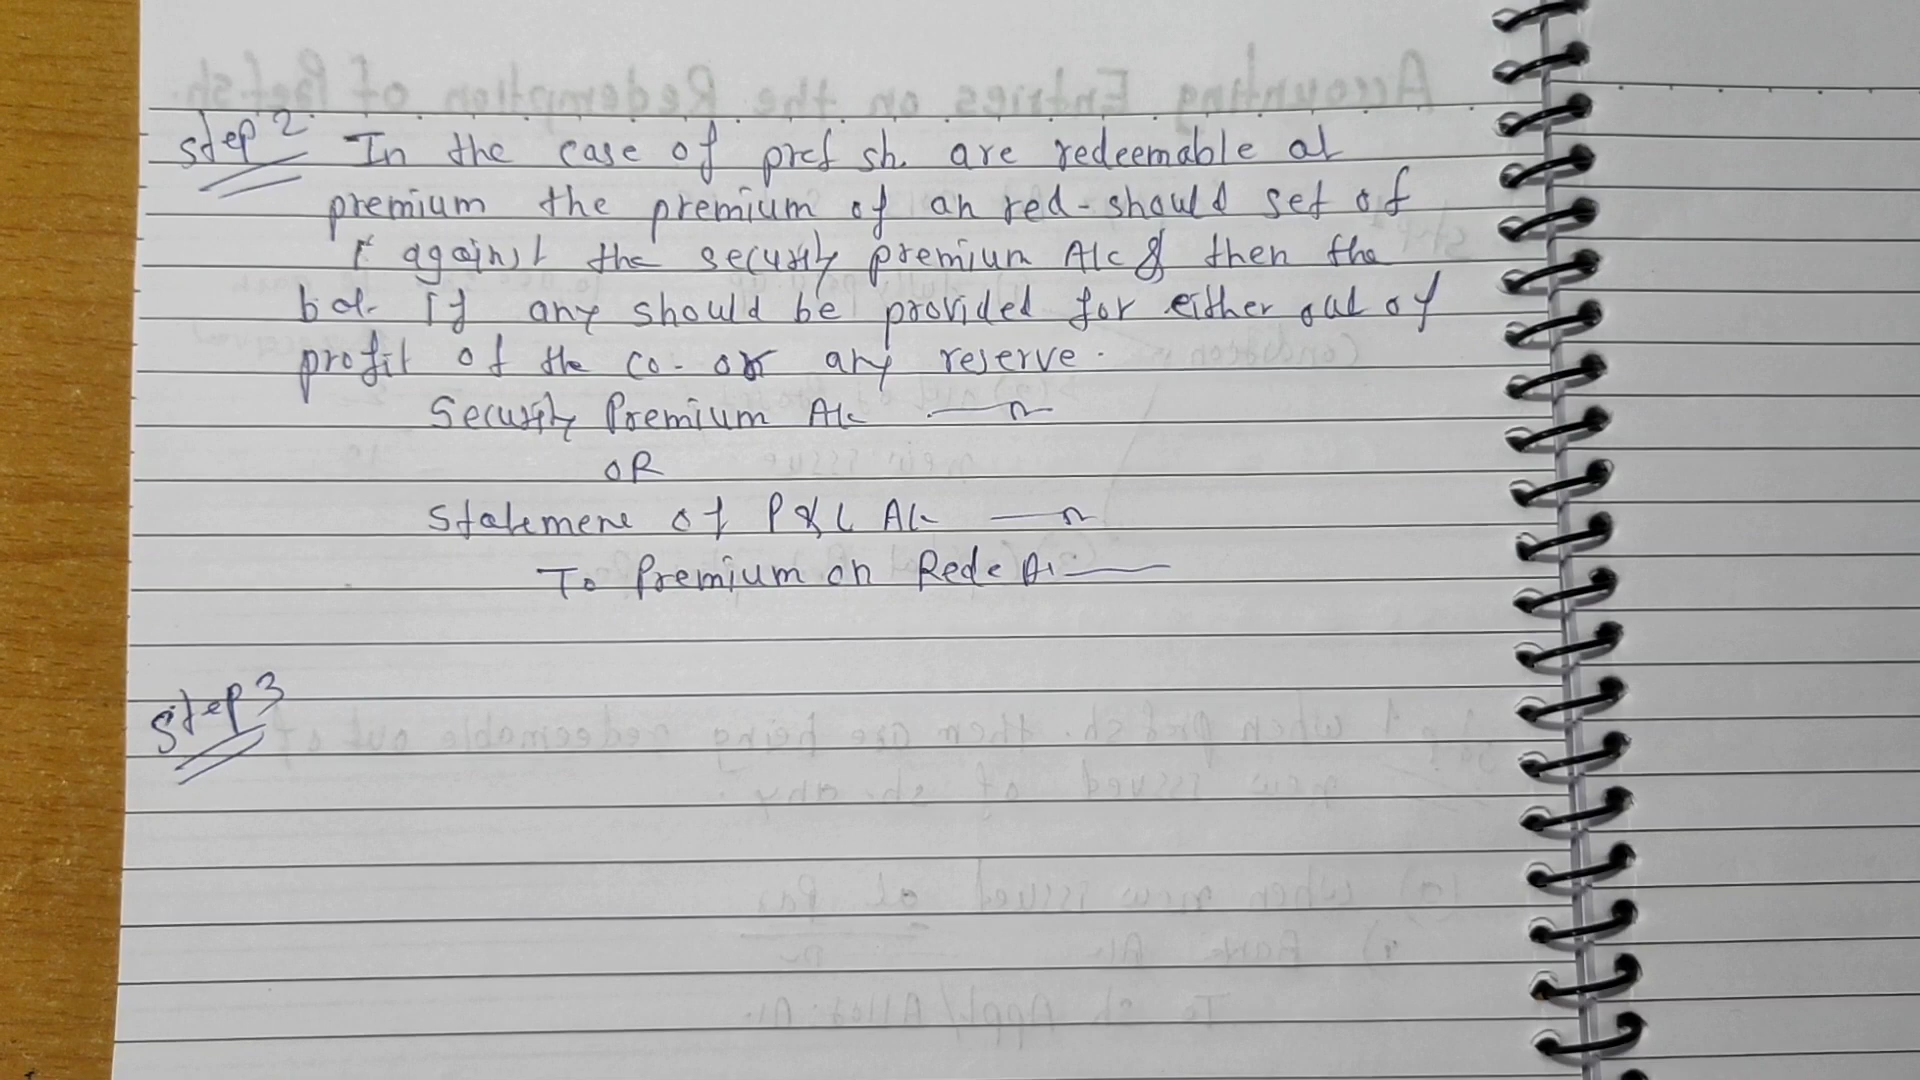 step 2 In the case of pref sh. are redeemable at
premium the premium of an red- should set of
against the security premium A/c & then the
bal. if any should be provided for either out of
profit of the co. or any reserve.
Security Premium A/c — Dr
OR
Statement of P & L A/c — Dr
To Premium on Rede A/c —
Step 3